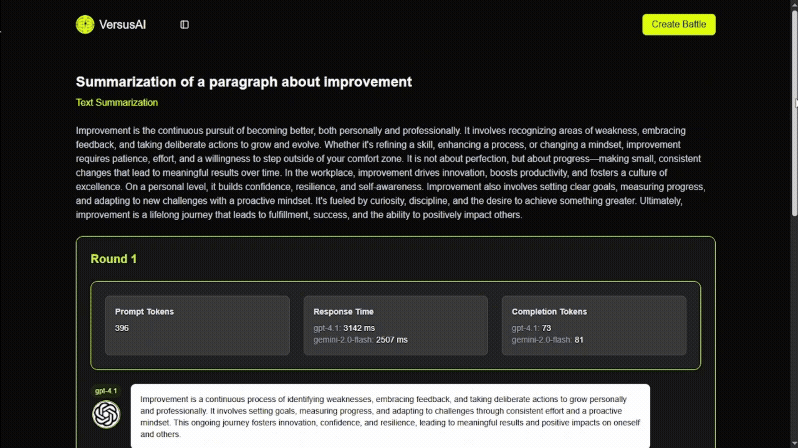 VersusAI
Create Battle
Summarization of a paragraph about improvement
Text Summarization
Improvement is the continuous pursuit of becoming better, both personally and professionally. It involves recognizing areas of weakness, embracing
feedback, and taking deliberate actions to grow and evolve. Whether it's refining a skill, enhancing a process, or changing a mindset, improvement
requires patience, effort, and a willingness to step outside of your comfort zone. It is not about perfection, but about progress—making small, consistent
changes that lead to meaningful results over time. In the workplace, improvement drives innovation, boosts productivity, and fosters a culture of
excellence. On a personal level, it builds confidence, resilience, and self-awareness. Improvement also involves setting clear goals, measuring progress,
and adapting to new challenges with a proactive mindset. It's fueled by curiosity, discipline, and the desire to achieve something greater. Ultimately,
improvement is a lifelong journey that leads to fulfillment, success, and the ability to positively impact others.
Round 1
Prompt Tokens
396
Response Time
gpt-4.1: 3142 ms
gemini-2.0-flash: 2507 ms
Completion Tokens
gpt-4.1: 73
gemini-2.0-flash: 81
gpt-4.1
Improvement is a continuous process of identifying weaknesses, embracing feedback, and taking deliberate actions to grow personally
and professionally. It involves setting goals, measuring progress, and adapting to challenges through consistent effort and a proactive
mindset. This ongoing journey fosters innovation, confidence, and resilience, leading to meaningful results and positive impacts on oneself
and others.